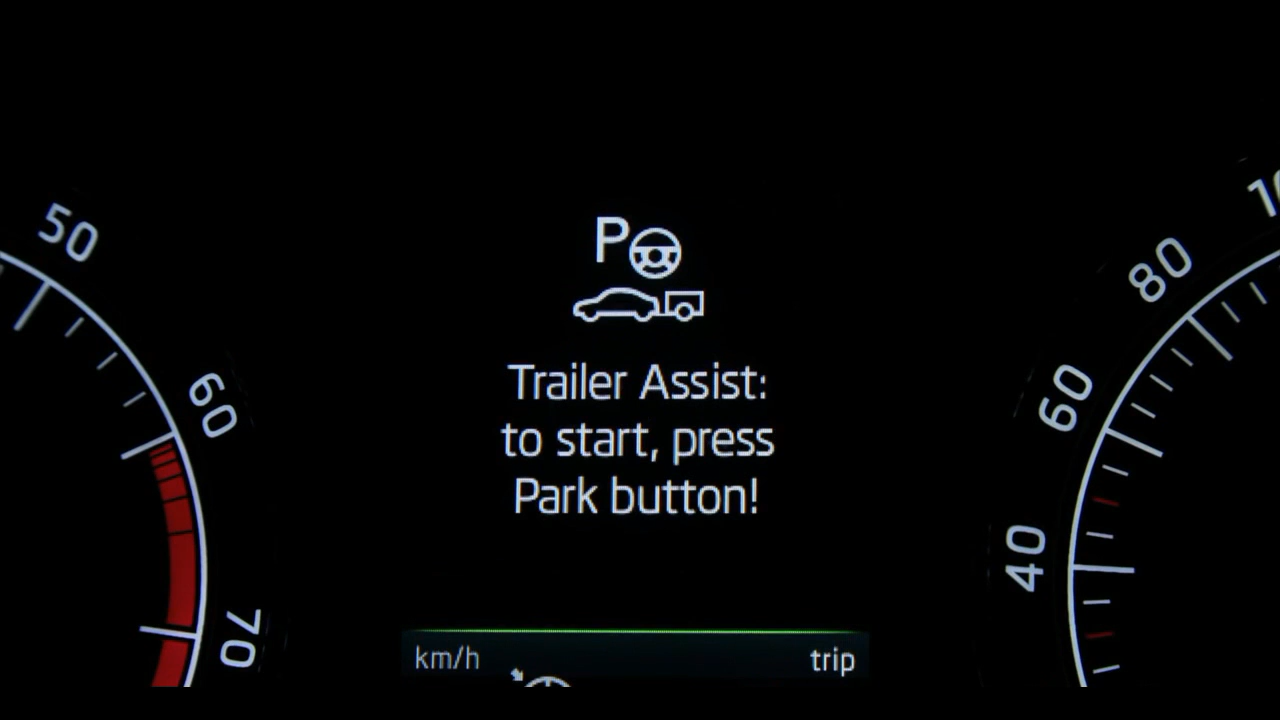 50
60
70
P
Trailer Assist:
to start, press
Park button!
km/h
trip
40
60
80